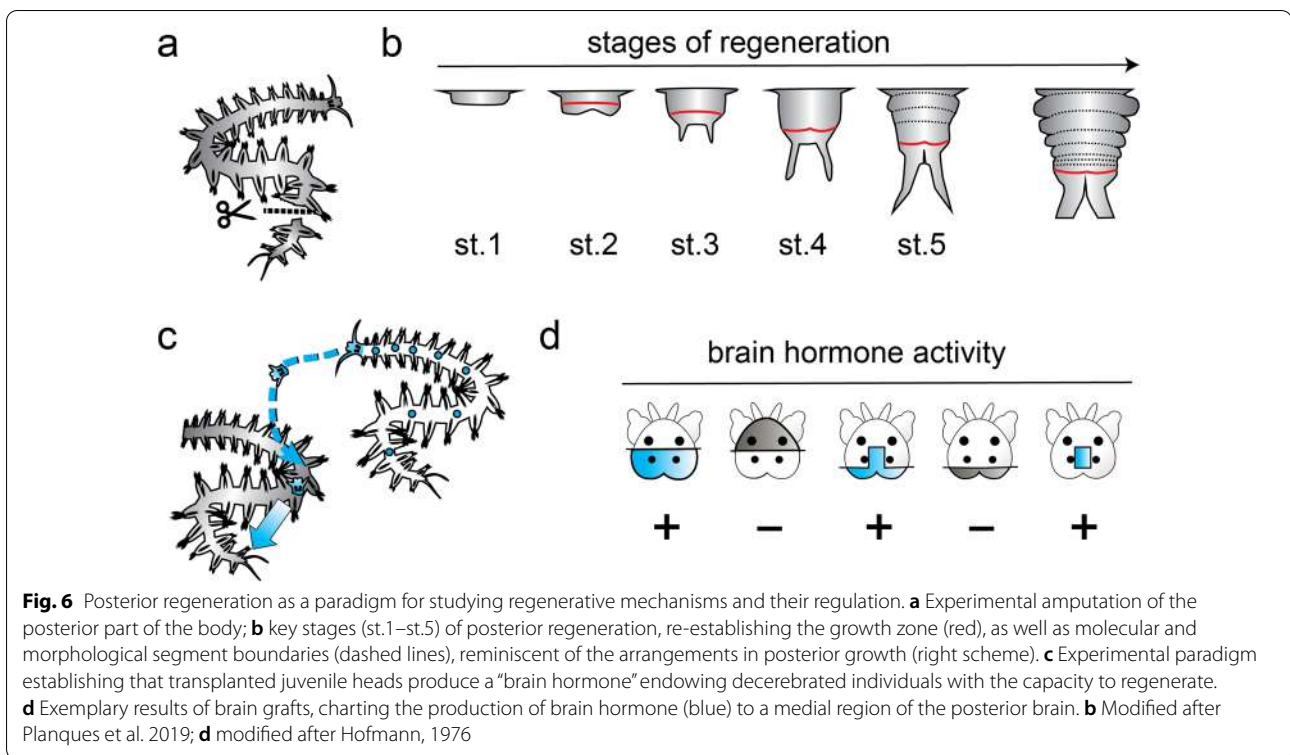 a
b
stages of regeneration
st.1 st.2 st.3 st.4 st.5
c
d
brain hormone activity
+ – + – +
Fig. 6 Posterior regeneration as a paradigm for studying regenerative mechanisms and their regulation. a Experimental amputation of the
posterior part of the body; b key stages (st.1–st.5) of posterior regeneration, re-establishing the growth zone (red), as well as molecular and
morphological segment boundaries (dashed lines), reminiscent of the arrangements in posterior growth (right scheme). c Experimental paradigm
establishing that transplanted juvenile heads produce a “brain hormone” endowing decerebrated individuals with the capacity to regenerate.
d Exemplary results of brain grafts, charting the production of brain hormone (blue) to a medial region of the posterior brain. b Modified after
Planques et al. 2019; d modified after Hofmann, 1976